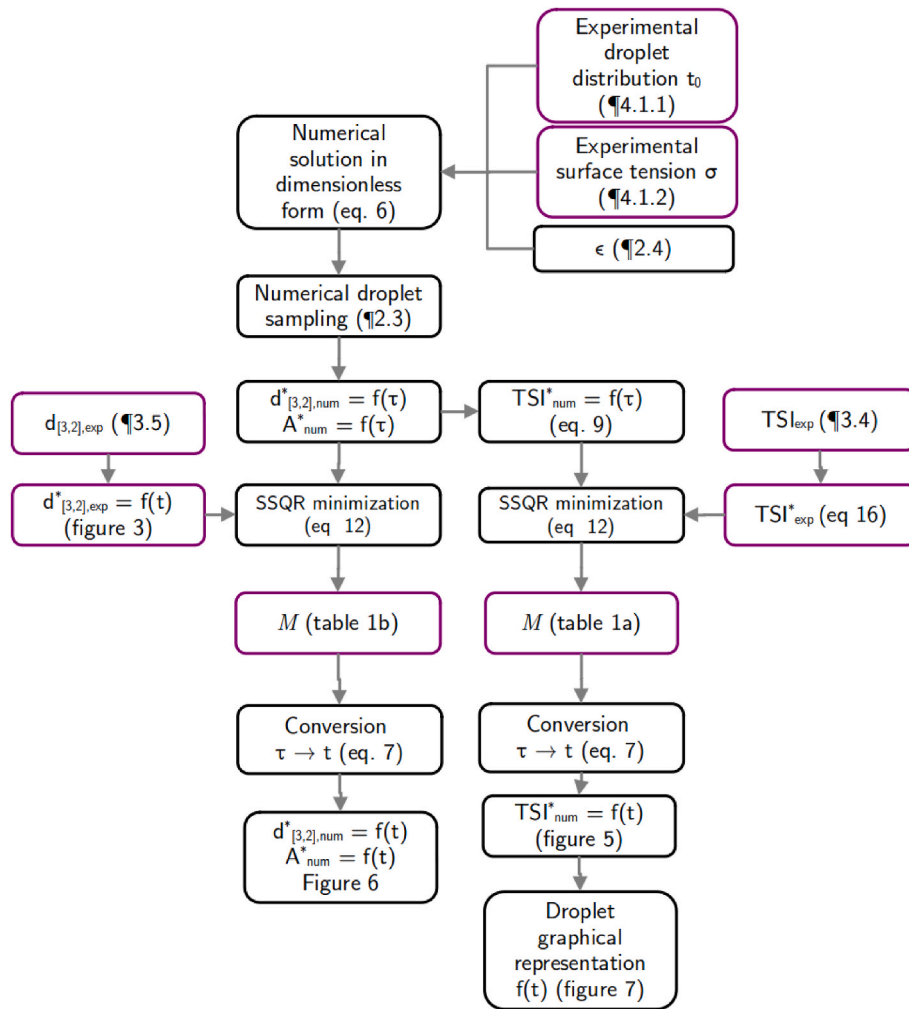 Experimental
droplet
distribution t₀
(¶4.1.1)
Numerical
solution in
dimensionless
form (eq. 6)
Experimental
surface tension σ
(¶4.1.2)
ϵ (¶2.4)
Numerical droplet
sampling (¶2.3)
d*[3,2],num = f(τ)
A*num = f(τ)
TSI*num = f(τ)
(eq. 9)
d[3,2],exp (¶3.5)
TSIexp (¶3.4)
d*[3,2],exp = f(t)
(figure 3)
SSQR minimization
(eq 12)
SSQR minimization
(eq 12)
TSI*exp (eq 16)
M (table 1b)
M (table 1a)
Conversion
τ → t (eq. 7)
Conversion
τ → t (eq. 7)
d*[3,2],num = f(t)
A*num = f(t)
Figure 6
TSI*num = f(t)
(figure 5)
Droplet
graphical
representation
f(t) (figure 7)